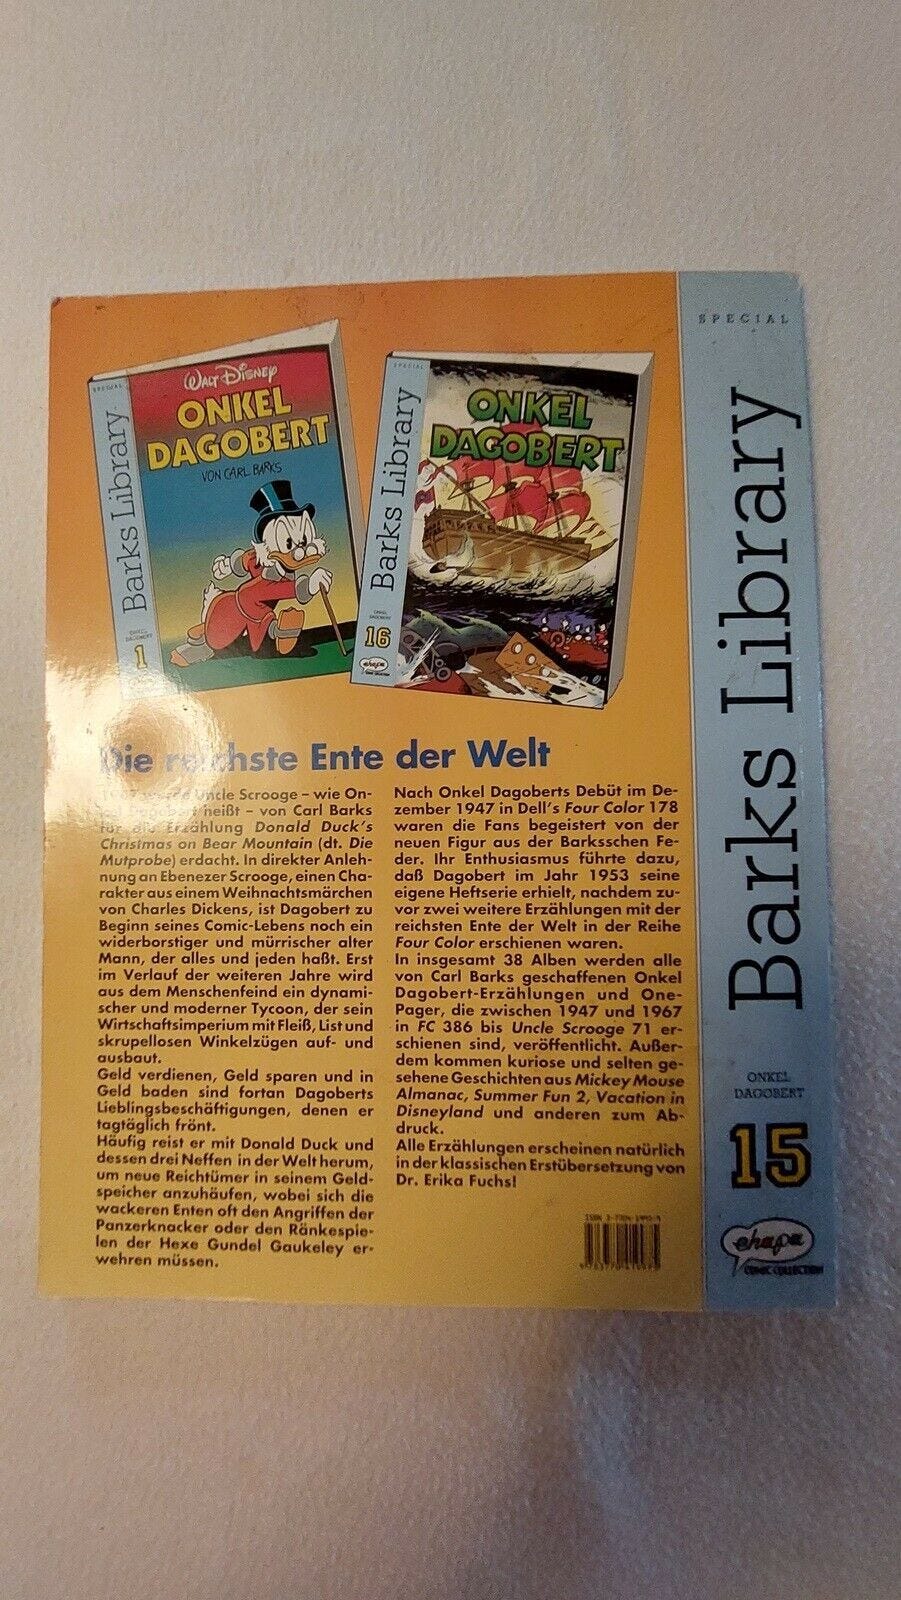 SPECIAL
WALT DISNEY
ONKEL
DAGOBERT
VON CARL BARKS
Barks Library
ONKEL
DAGOBERT
1
SPECIAL
ONKEL
DAGOBERT
Barks Library
ONKEL
DAGOBERT
16
ehapa
COMIC COLLECTION
Die reichste Ente der Welt
Uncle Scrooge – wie On-
heißt – von Carl Barks
für die Erzählung Donald Duck's
Christmas on Bear Mountain (dt. Die
Mutprobe) erdacht. In direkter Anleh-
nung an Ebenezer Scrooge, einen Cha-
rakter aus einem Weihnachtsmärchen
von Charles Dickens, ist Dagobert zu
Beginn seines Comic-Lebens noch ein
widerborstiger und mürrischer alter
Mann, der alles und jeden haßt. Erst
im Verlauf der weiteren Jahre wird
aus dem Menschenfeind ein dynami-
scher und moderner Tycoon, der sein
Wirtschaftsimperium mit Fleiß, List und
skrupellosen Winkelzügen auf- und
ausbaut.
Geld verdienen, Geld sparen und in
Geld baden sind fortan Dagoberts
Lieblingsbeschäftigungen, denen er
tagtäglich frönt.
Häufig reist er mit Donald Duck und
dessen drei Neffen in der Welt herum,
um neue Reichtümer in seinem Geld-
speicher anzuhäufen, wobei sich die
wackeren Enten oft den Angriffen der
Panzerknacker oder den Ränkespie-
len der Hexe Gundel Gaukeley er-
wehren müssen.
Nach Onkel Dagoberts Debüt im De-
zember 1947 in Dell's Four Color 178
waren die Fans begeistert von der
neuen Figur aus der Barksschen Fe-
der. Ihr Enthusiasmus führte dazu,
daß Dagobert im Jahr 1953 seine
eigene Heftserie erhielt, nachdem zu-
vor zwei weitere Erzählungen mit der
reichsten Ente der Welt in der Reihe
Four Color erschienen waren.
In insgesamt 38 Alben werden alle
von Carl Barks geschaffenen Onkel
Dagobert-Erzählungen und One-
Pager, die zwischen 1947 und 1967
in FC 386 bis Uncle Scrooge 71 er-
schienen sind, veröffentlicht. Außer-
dem kommen kuriose und selten ge-
sehene Geschichten aus Mickey Mouse
Almanac, Summer Fun 2, Vacation in
Disneyland und anderen zum Ab-
druck.
Alle Erzählungen erscheinen natürlich
in der klassischen Erstübersetzung von
Dr. Erika Fuchs!
ISBN
SPECIAL
Barks Library
ONKEL
DAGOBERT
15
ehapa
COMIC COLLECTION